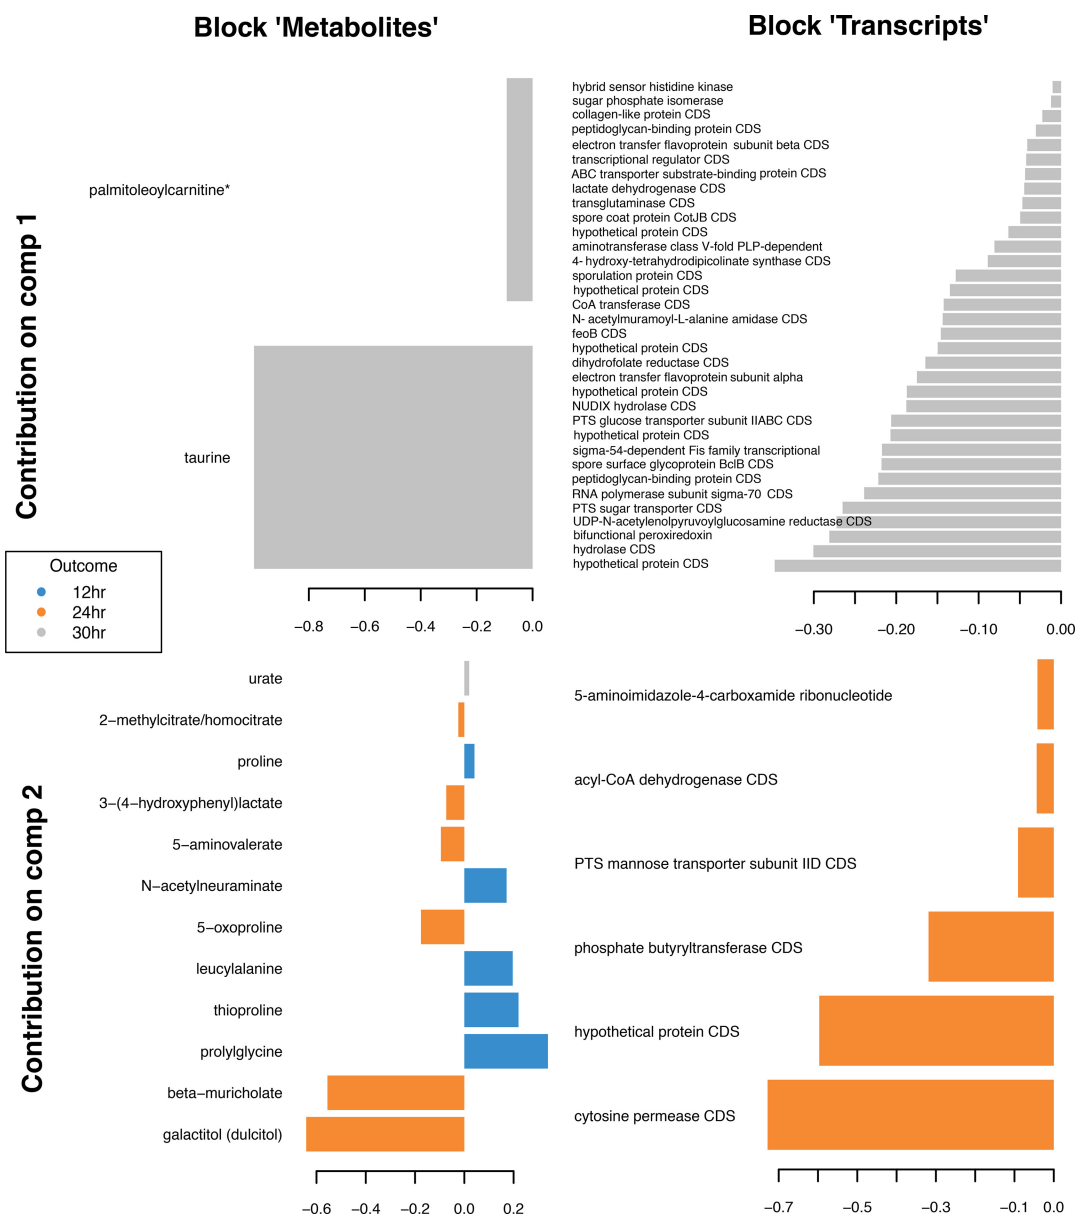 Block 'Metabolites'
Block 'Transcripts'
Contribution on comp 1
palmitoleoylcarnitine*
taurine
−0.8 −0.6 −0.4 −0.2 0.0
hybrid sensor histidine kinase
sugar phosphate isomerase
collagen-like protein CDS
peptidoglycan-binding protein CDS
electron transfer flavoprotein subunit beta CDS
transcriptional regulator CDS
ABC transporter substrate-binding protein CDS
lactate dehydrogenase CDS
transglutaminase CDS
spore coat protein CotJB CDS
hypothetical protein CDS
aminotransferase class V-fold PLP-dependent
4- hydroxy-tetrahydrodipicolinate synthase CDS
sporulation protein CDS
hypothetical protein CDS
CoA transferase CDS
N- acetylmuramoyl-L-alanine amidase CDS
feoB CDS
hypothetical protein CDS
dihydrofolate reductase CDS
electron transfer flavoprotein subunit alpha
hypothetical protein CDS
NUDIX hydrolase CDS
PTS glucose transporter subunit IIABC CDS
hypothetical protein CDS
sigma-54-dependent Fis family transcriptional
spore surface glycoprotein BclB CDS
peptidoglycan-binding protein CDS
RNA polymerase subunit sigma-70 CDS
PTS sugar transporter CDS
UDP-N-acetylenolpyruvoylglucosamine reductase CDS
bifunctional peroxiredoxin
hydrolase CDS
hypothetical protein CDS
−0.30 −0.20 −0.10 0.00
Outcome
12hr
24hr
30hr
Contribution on comp 2
urate
2−methylcitrate/homocitrate
proline
3−(4−hydroxyphenyl)lactate
5−aminovalerate
N−acetylneuraminate
5−oxoproline
leucylalanine
thioproline
prolylglycine
beta−muricholate
galactitol (dulcitol)
−0.6 −0.4 −0.2 0.0 0.2
5-aminoimidazole-4-carboxamide ribonucleotide
acyl-CoA dehydrogenase CDS
PTS mannose transporter subunit IID CDS
phosphate butyryltransferase CDS
hypothetical protein CDS
cytosine permease CDS
−0.7 −0.5 −0.3 −0.1 0.0